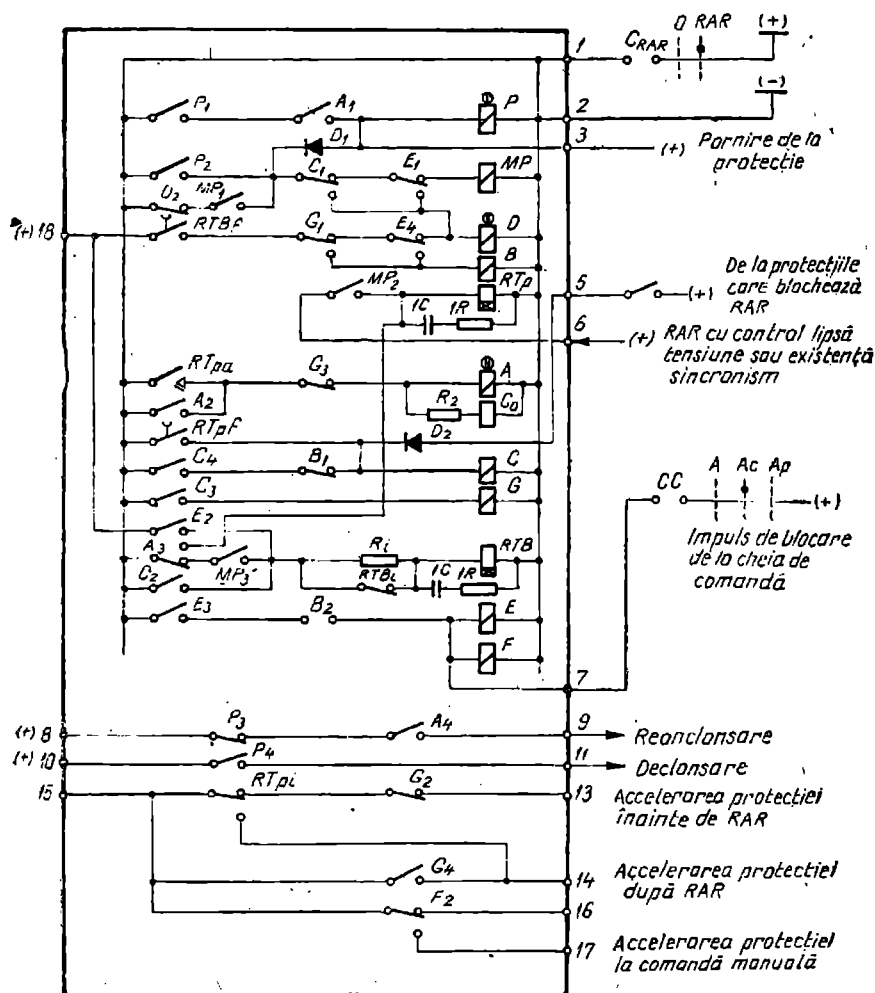 1 C RAR O RAR (+)
(-)
P1 A1 P 2
3 (+) Pornire de la
protecție
D1
P2 C1 E1 MP
D2 MP1
(+) 18 RTBF G1 E4 D
B
MP2 RTp 5 (+) De la protecțiile
care blochează
RAR
1C 1R 6 (+) RAR cu control lipsă
tensiune sau existență
sincronism
RTpa G3 A
A2 R2 Co
RTpF D2
C4 B1 C
C3 G
CC A Ac Ap (+)
Impuls de blocare
de la cheia de
comandă
E2
A3 MP3 Ri RTB
C2 RTBi 1C 1R
E3 B2 E
F
7
(+) 8 P3 A4 9 Reanclanșare
(+) 10 P4 11 Declanșare
15 RTpi G2 13 Accelerarea protecției
înainte de RAR
G4 14 Accelerarea protecției
după RAR
F2 16
17 Accelerarea protecției
la comandă manuală